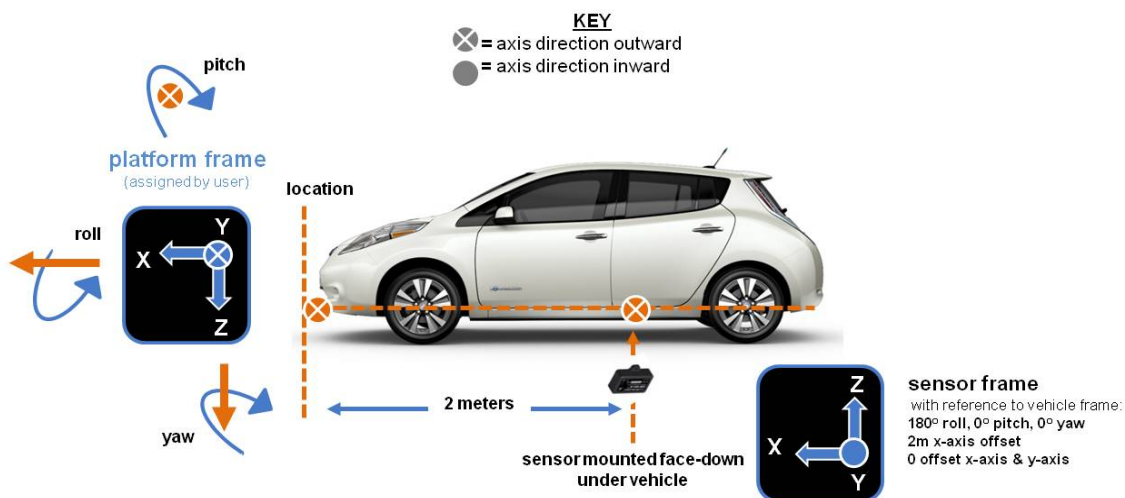 KEY
= axis direction outward
= axis direction inward
pitch
platform frame
(assigned by user)
location
roll
Y
X
Z
yaw
2 meters
sensor mounted face-down
under vehicle
Z
X
Y
sensor frame
with reference to vehicle frame:
180º roll, 0º pitch, 0º yaw
2m x-axis offset
0 offset x-axis & y-axis